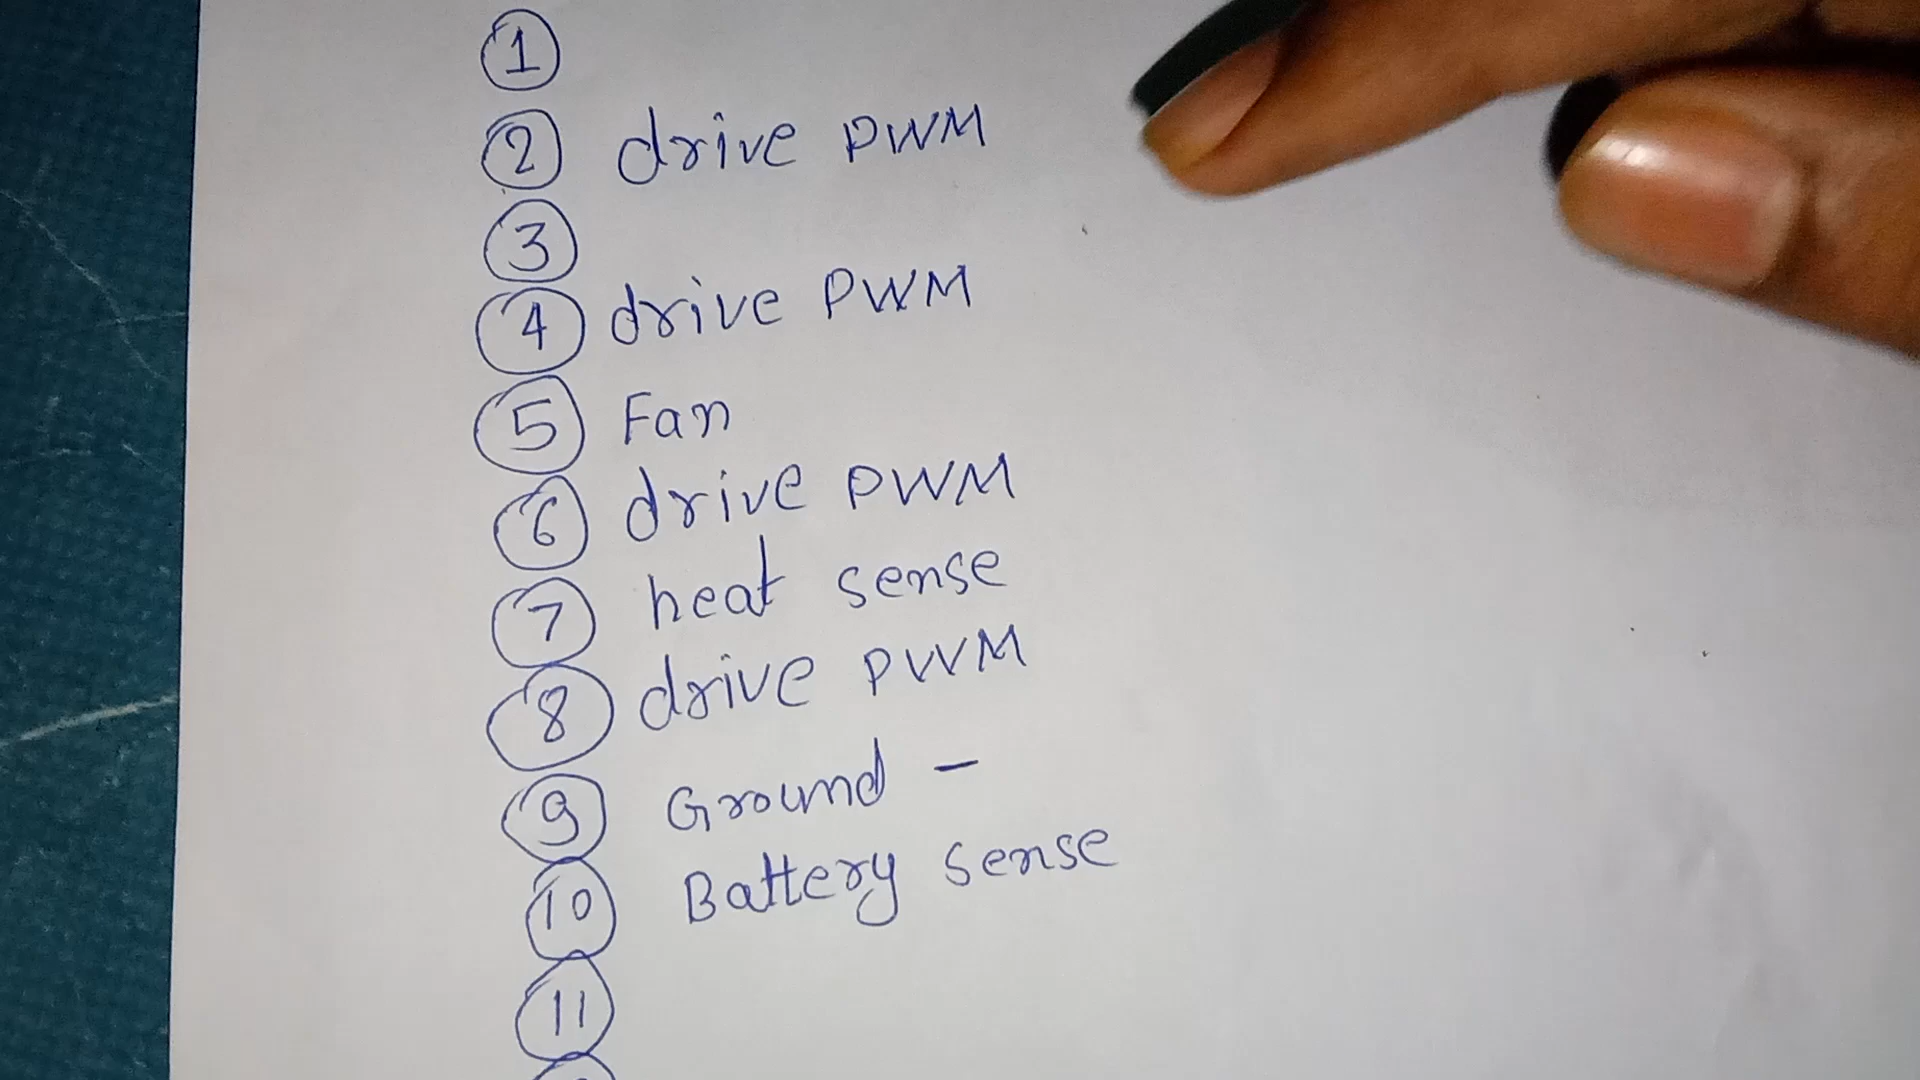 1
2 drive PWM
3
4 drive PWM
5 Fan
6 drive PWM
7 heat sense
8 drive PWM
9 Ground -
10 Battery sense
11